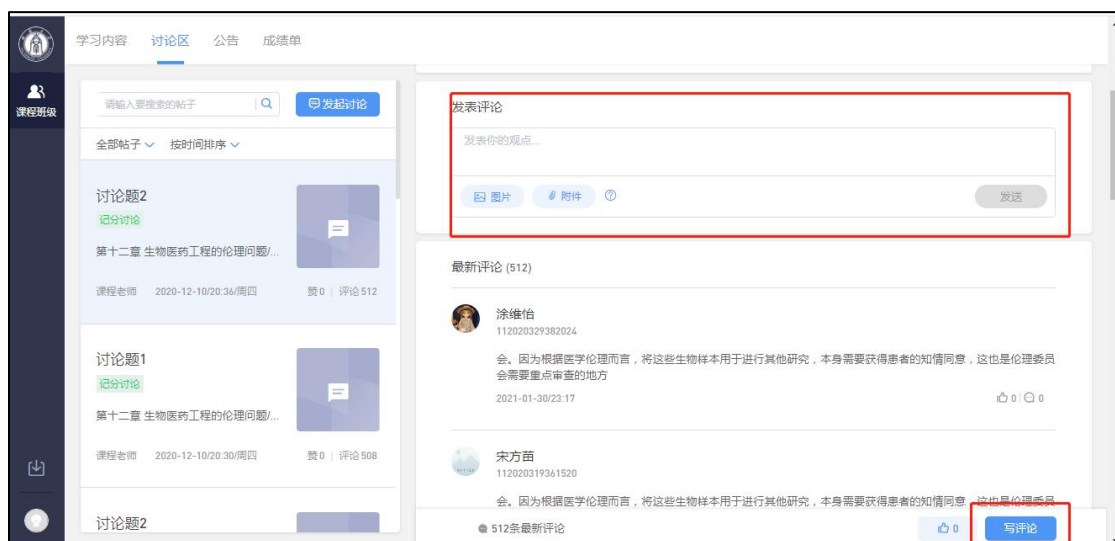 学习内容 讨论区 公告 成绩单
课程班级
请输入要搜索的帖子 发起讨论
全部帖子 按时间排序
讨论题2
记分讨论
第十二章 生物医药工程的伦理问题/...
课程老师 2020-12-10/20:36/周四 赞0 | 评论512
讨论题1
记分讨论
第十二章 生物医药工程的伦理问题/...
课程老师 2020-12-10/20:30/周四 赞0 | 评论508
讨论题2
发表评论
发表你的观点...
图片 附件 发送
最新评论 (512)
涂维怡
112020329382024
会。因为根据医学伦理而言，将这些生物样本用于进行其他研究，本身需要获得患者的知情同意，这也是伦理委员
会需要重点审查的地方
2021-01-30/23:17 0 | 0
宋方苗
112020319361520
会。因为根据医学伦理而言，将这些生物样本用于进行其他研究，本身需要获得患者的知情同意，这也是伦理委员
512条最新评论 0 写评论